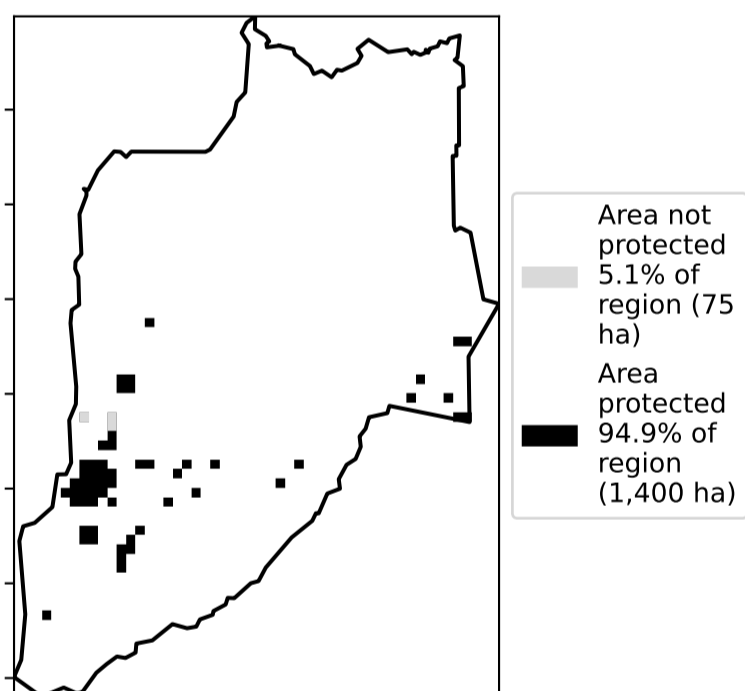 Area not
protected
5.1% of
region (75
ha)
Area
protected
94.9% of
region
(1,400 ha)